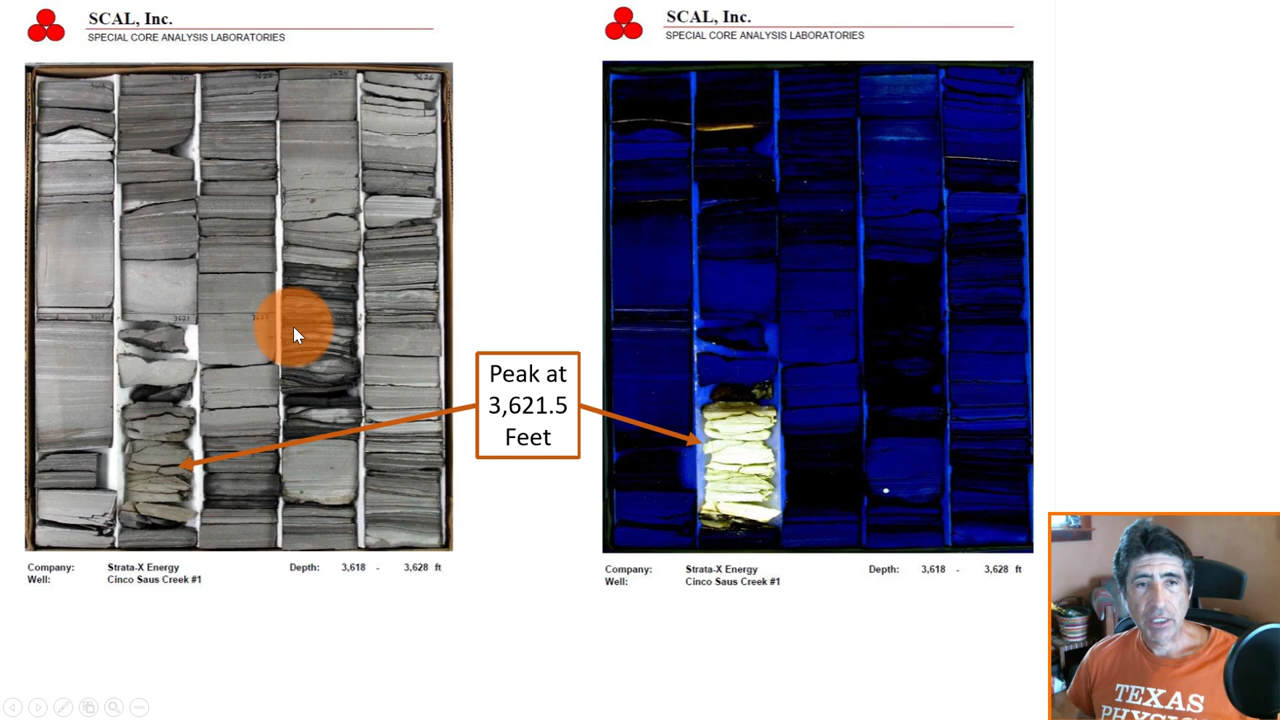 SCAL, Inc.
SPECIAL CORE ANALYSIS LABORATORIES
SCAL, Inc.
SPECIAL CORE ANALYSIS LABORATORIES
Peak at
3,621.5
Feet
Company: Strata-X Energy Depth: 3,618 - 3,628 ft
Well: Cinco Saus Creek #1
Company: Strata-X Energy Depth: 3,618 - 3,628 ft
Well: Cinco Saus Creek #1
TEXAS